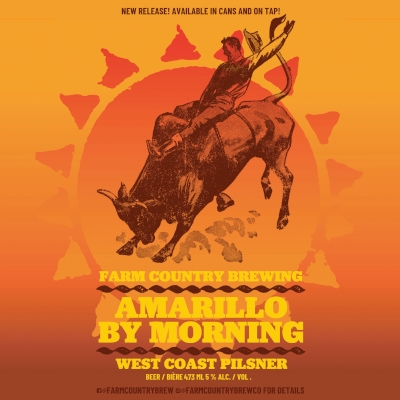 NEW RELEASE! AVAILABLE IN CANS AND ON TAP!
FARM COUNTRY BREWING
AMARILLO
BY MORNING
WEST COAST PILSNER
BEER / BIÈRE 473 ML 5 % ALC. / VOL.
@FARMCOUNTRYBREW @FARMCOUNTRYBREWCO FOR DETAILS